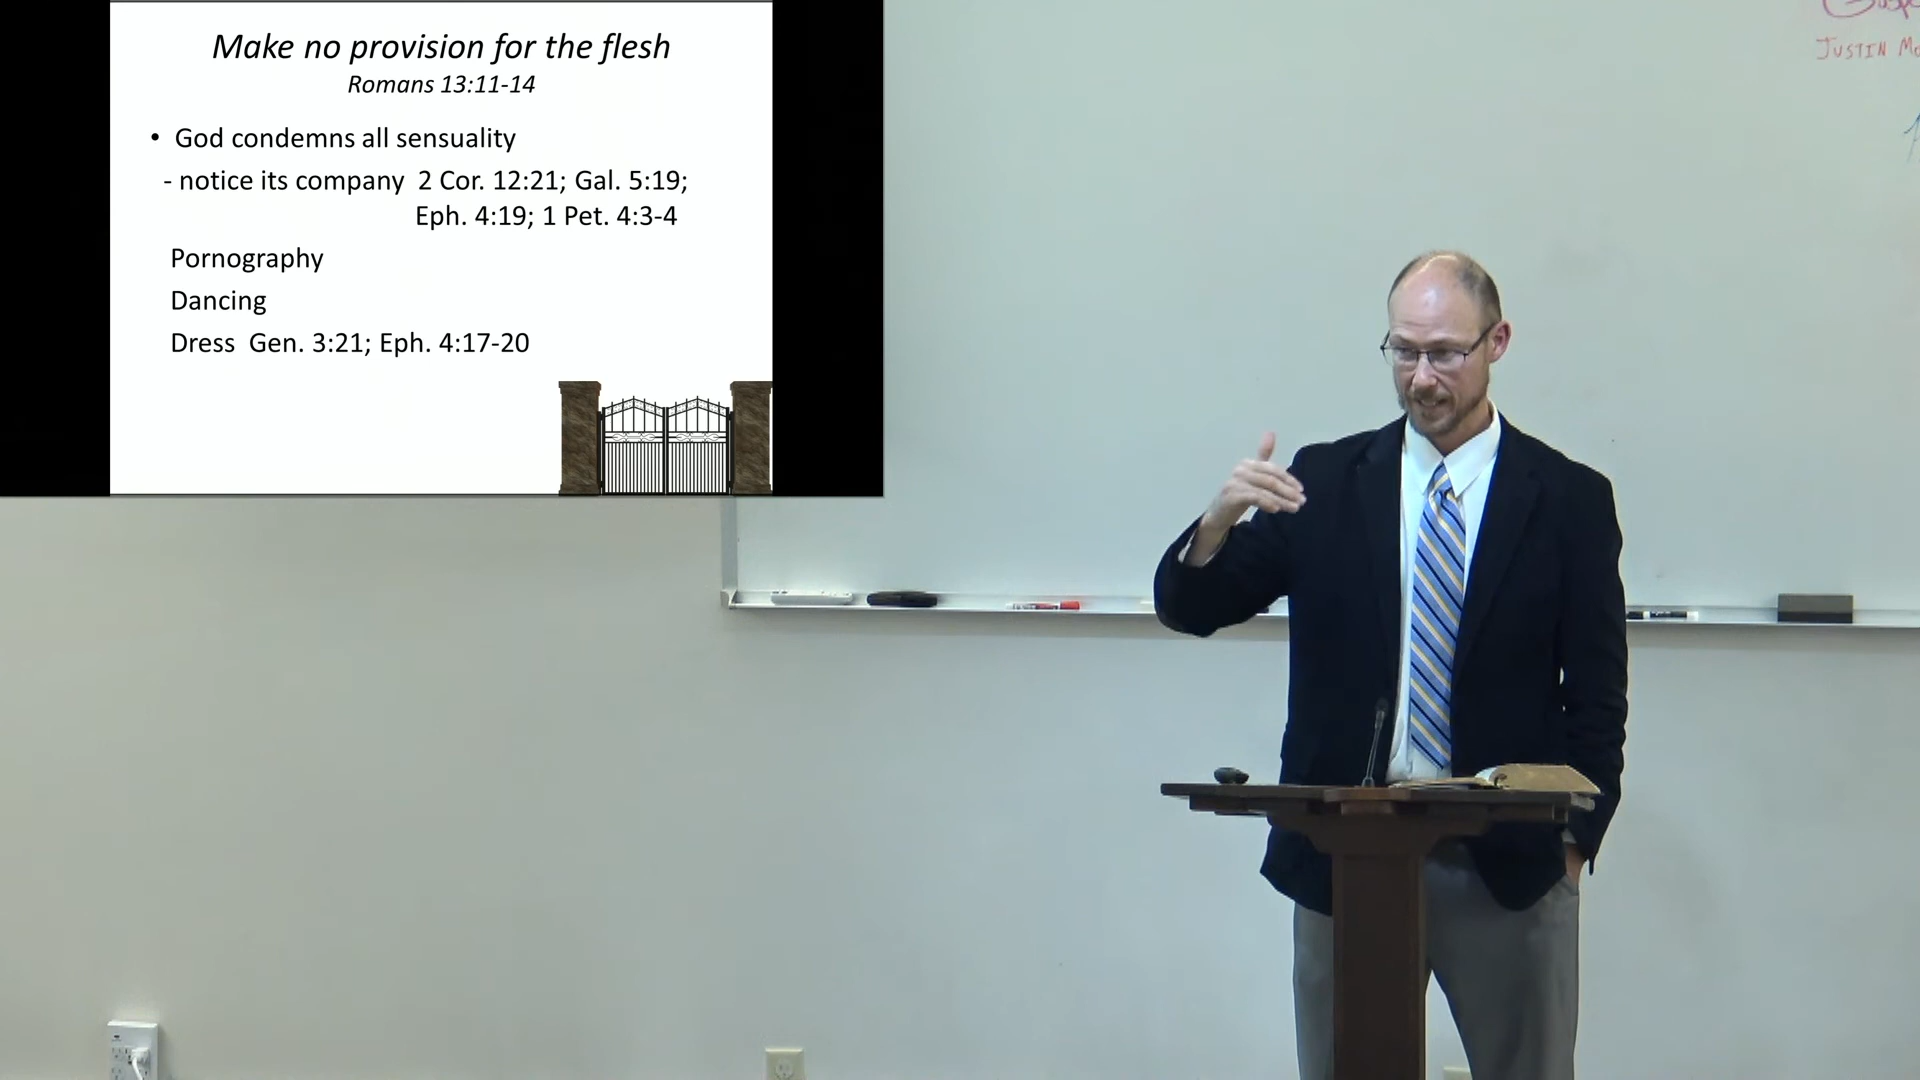 Make no provision for the flesh
Romans 13:11-14
• God condemns all sensuality
- notice its company 2 Cor. 12:21; Gal. 5:19;
Eph. 4:19; 1 Pet. 4:3-4
Pornography
Dancing
Dress Gen. 3:21; Eph. 4:17-20
JUSTIN